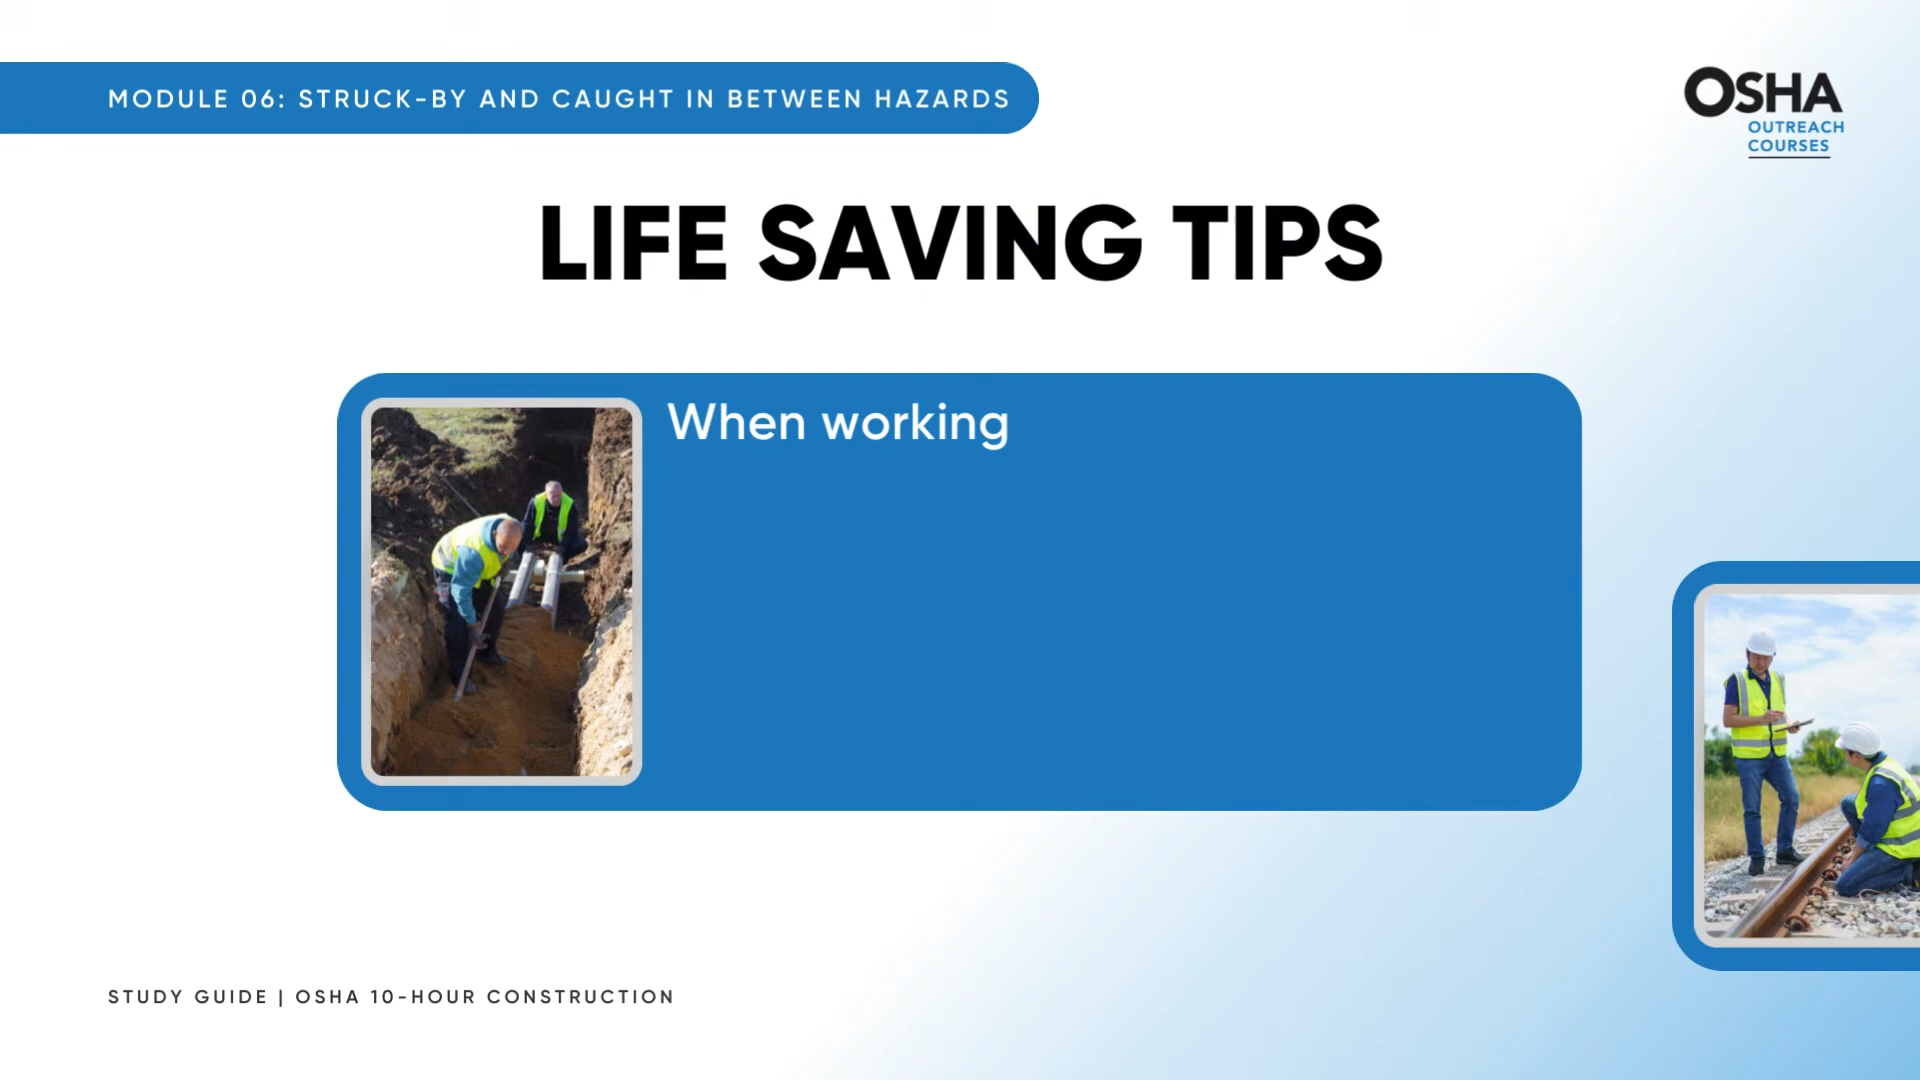 MODULE 06: STRUCK-BY AND CAUGHT IN BETWEEN HAZARDS
OSHA
OUTREACH
COURSES
LIFE SAVING TIPS
When working
STUDY GUIDE | OSHA 10-HOUR CONSTRUCTION